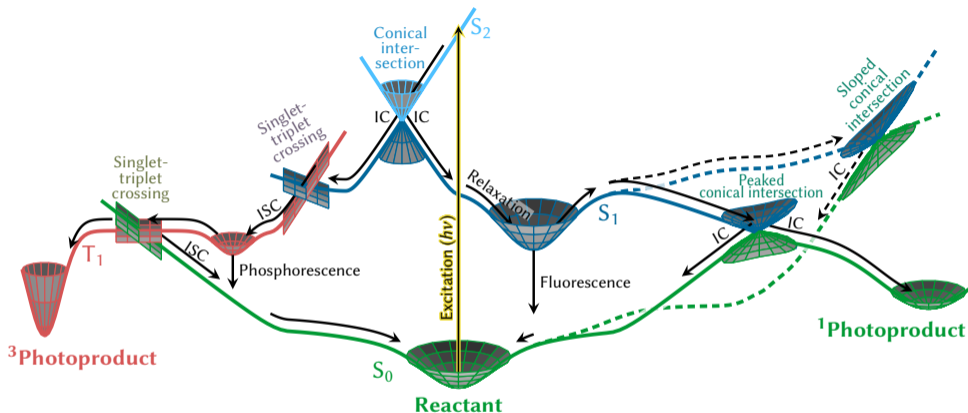 Conical
inter-
section
S2
IC
IC
Sloped
conical
intersection
Singlet-
triplet
crossing
Singlet-
triplet
crossing
ISC
Relaxation
S1
Peaked
conical intersection
IC
IC
IC
T1
ISC
Phosphorescence
Excitation (hν)
Fluorescence
3Photoproduct
1Photoproduct
S0
Reactant